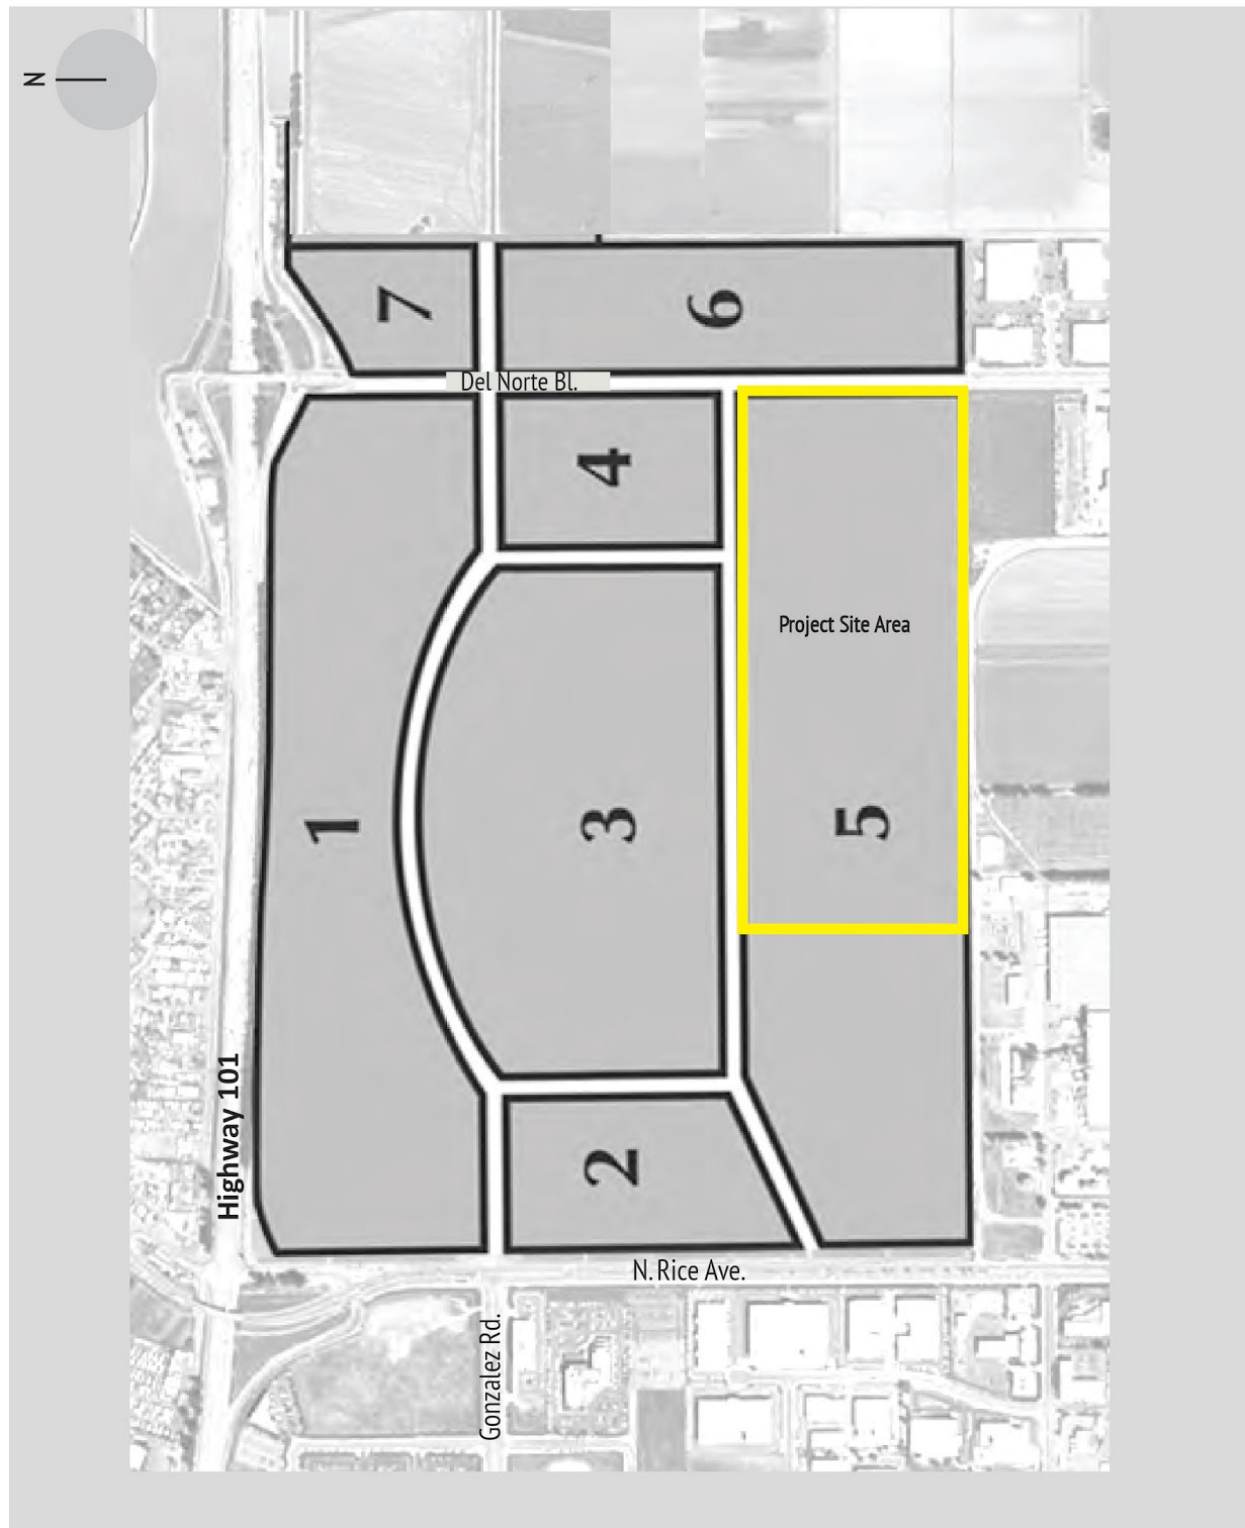 N
7
6
Del Norte Bl.
4
Project Site Area
1
3
5
Highway 101
2
N. Rice Ave.
Gonzalez Rd.